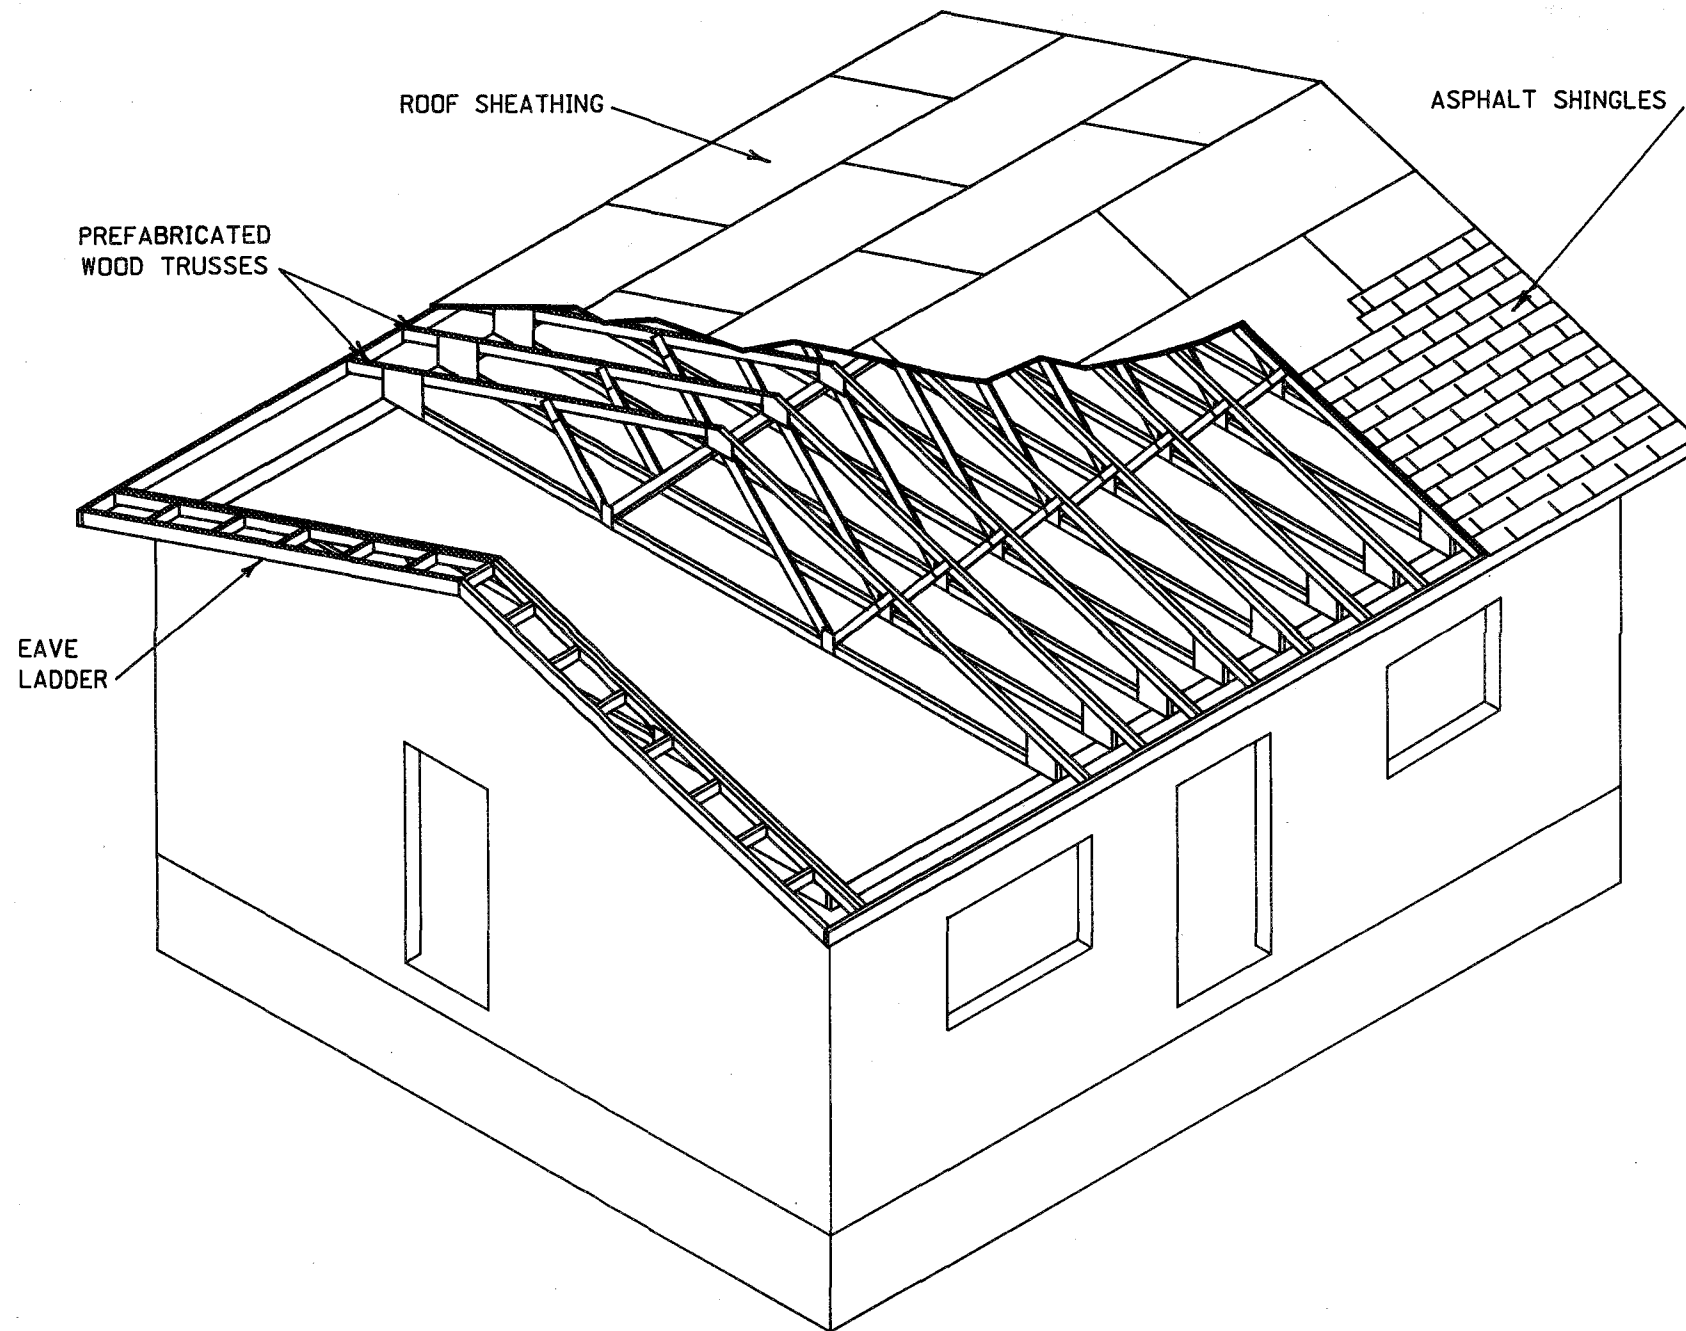 ROOF SHEATHING
ASPHALT SHINGLES
PREFABRICATED
WOOD TRUSSES
EAVE
LADDER